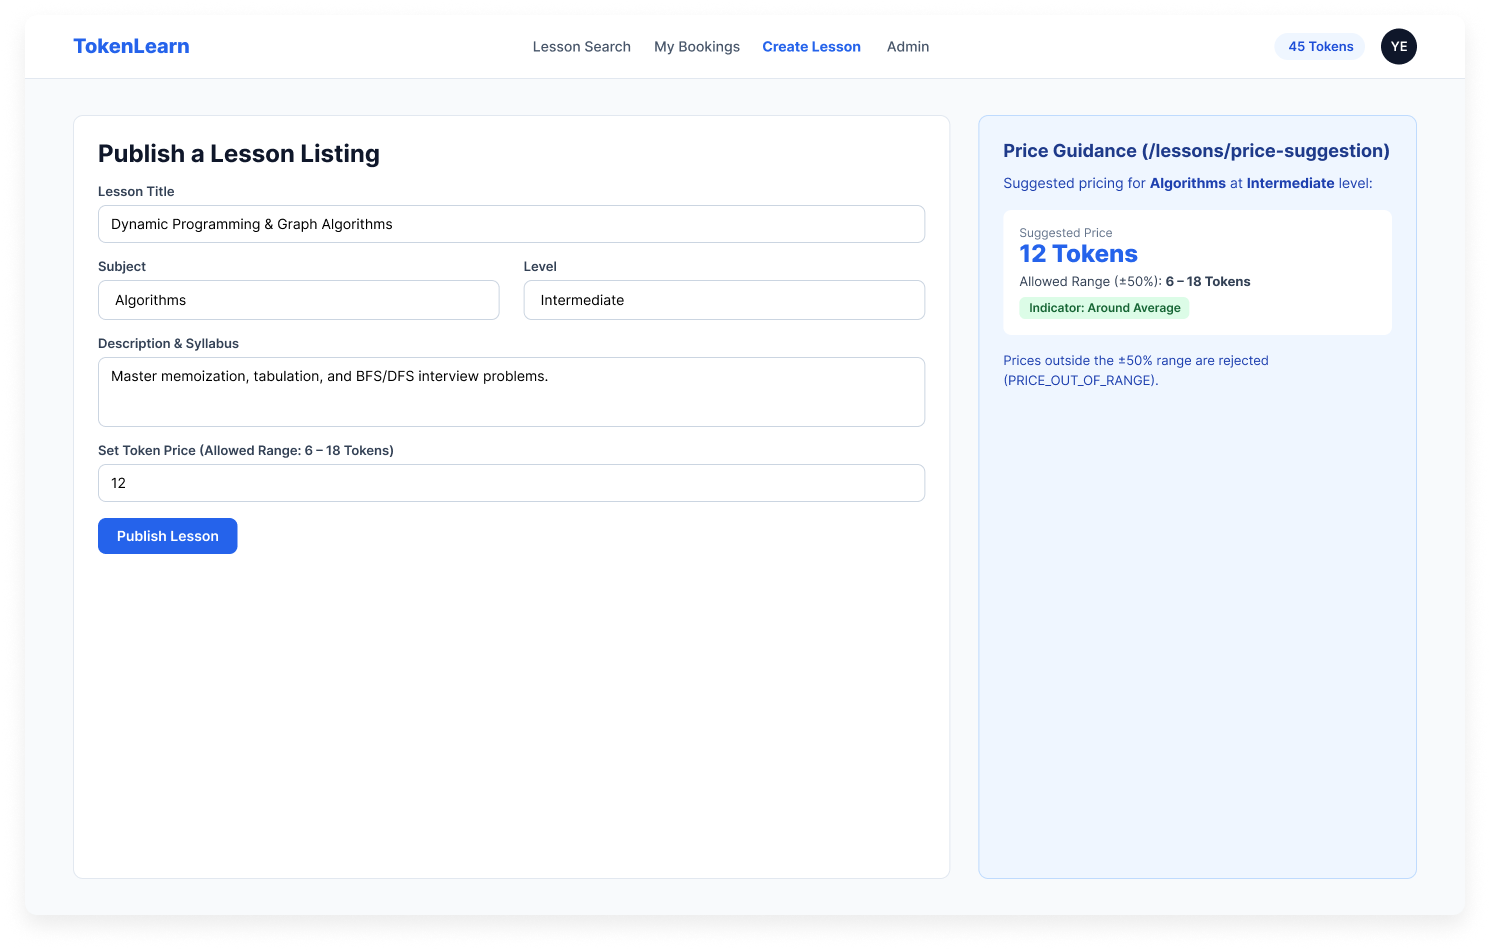 TokenLearn
Lesson Search
My Bookings
Create Lesson
Admin
45 Tokens
YE
Publish a Lesson Listing
Lesson Title
Dynamic Programming & Graph Algorithms
Subject
Level
Algorithms
Intermediate
Description & Syllabus
Master memoization, tabulation, and BFS/DFS interview problems.
Set Token Price (Allowed Range: 6 – 18 Tokens)
12
Publish Lesson
Price Guidance (/lessons/price-suggestion)
Suggested pricing for Algorithms at Intermediate level:
Suggested Price
12 Tokens
Allowed Range (±50%): 6 – 18 Tokens
Indicator: Around Average
Prices outside the ±50% range are rejected
(PRICE_OUT_OF_RANGE).